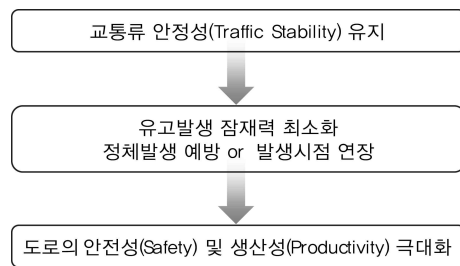 교통류 안정성(Traffic Stability) 유지
유고발생 잠재력 최소화
정체발생 예방 or 발생시점 연장
도로의 안전성(Safety) 및 생산성(Productivity) 극대화